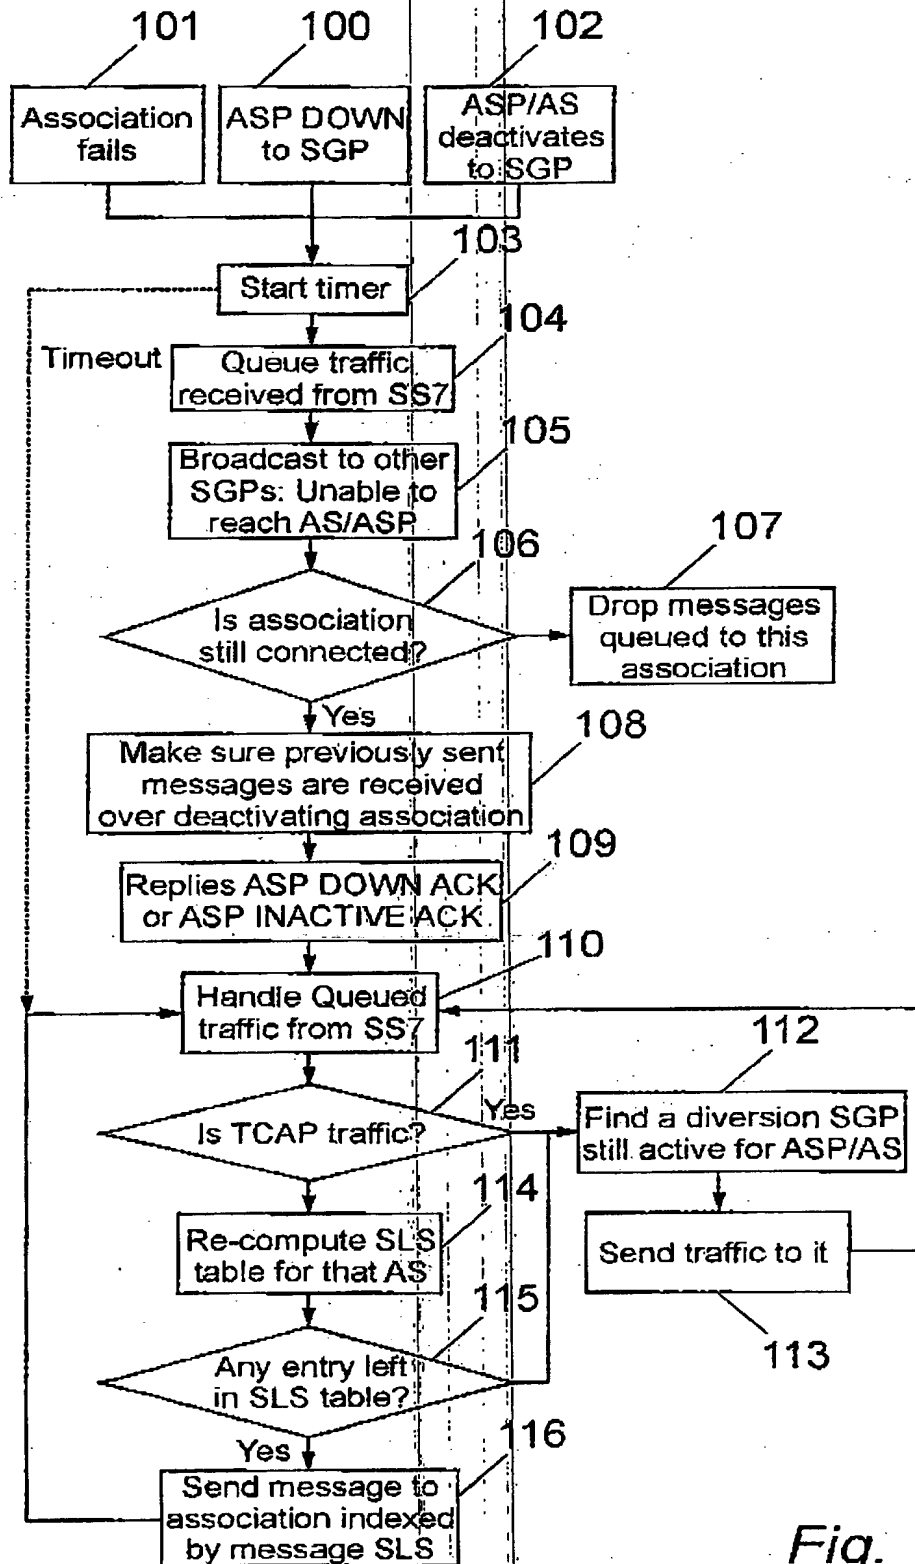 101
100
102
Association
fails
ASP DOWN
to SGP
ASP/AS
deactivates
to SGP
103
Start timer
104
Timeout
Queue traffic
received from SS7
105
Broadcast to other
SGPs: Unable to
reach AS/ASP
106
107
Is association
still connected?
Drop messages
queued to this
association
Yes
108
Make sure previously sent
messages are received
over deactivating association
109
Replies ASP DOWN ACK
or ASP INACTIVE ACK
110
Handle Queued
traffic from SS7
111
112
Yes
Is TCAP traffic?
Find a diversion SGP
still active for ASP/AS
114
Re-compute SLS
table for that AS
Send traffic to it
115
113
Any entry left
in SLS table?
Yes
116
Send message to
association indexed
by message SLS
Fig.